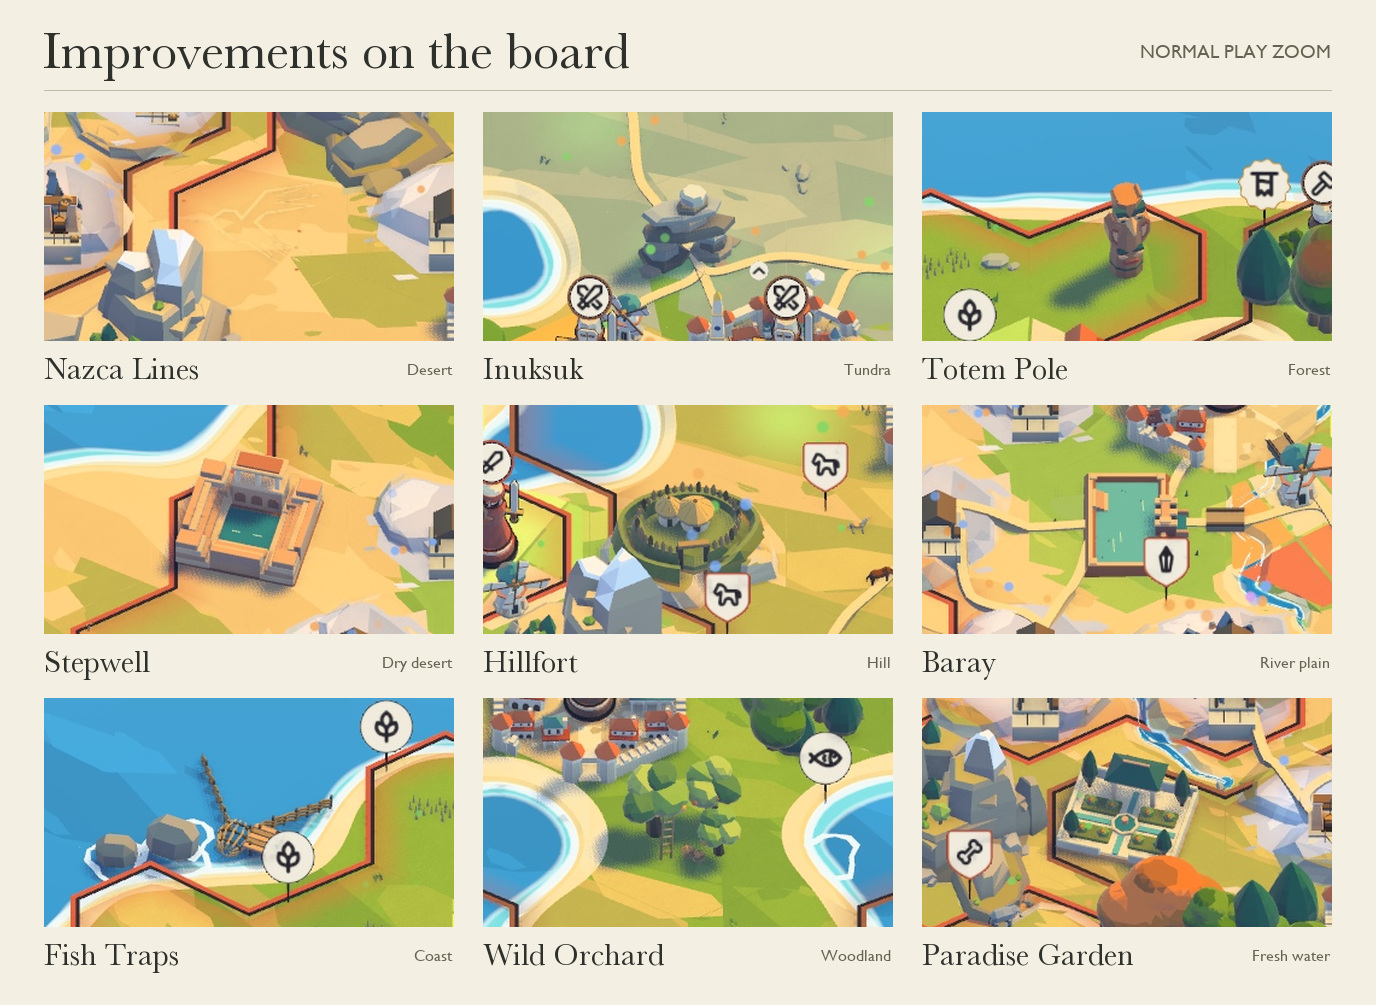 Improvements on the board
NORMAL PLAY ZOOM
Nazca Lines
Desert
Inuksuk
Tundra
Totem Pole
Forest
Stepwell
Dry desert
Hillfort
Hill
Baray
River plain
Fish Traps
Coast
Wild Orchard
Woodland
Paradise Garden
Fresh water